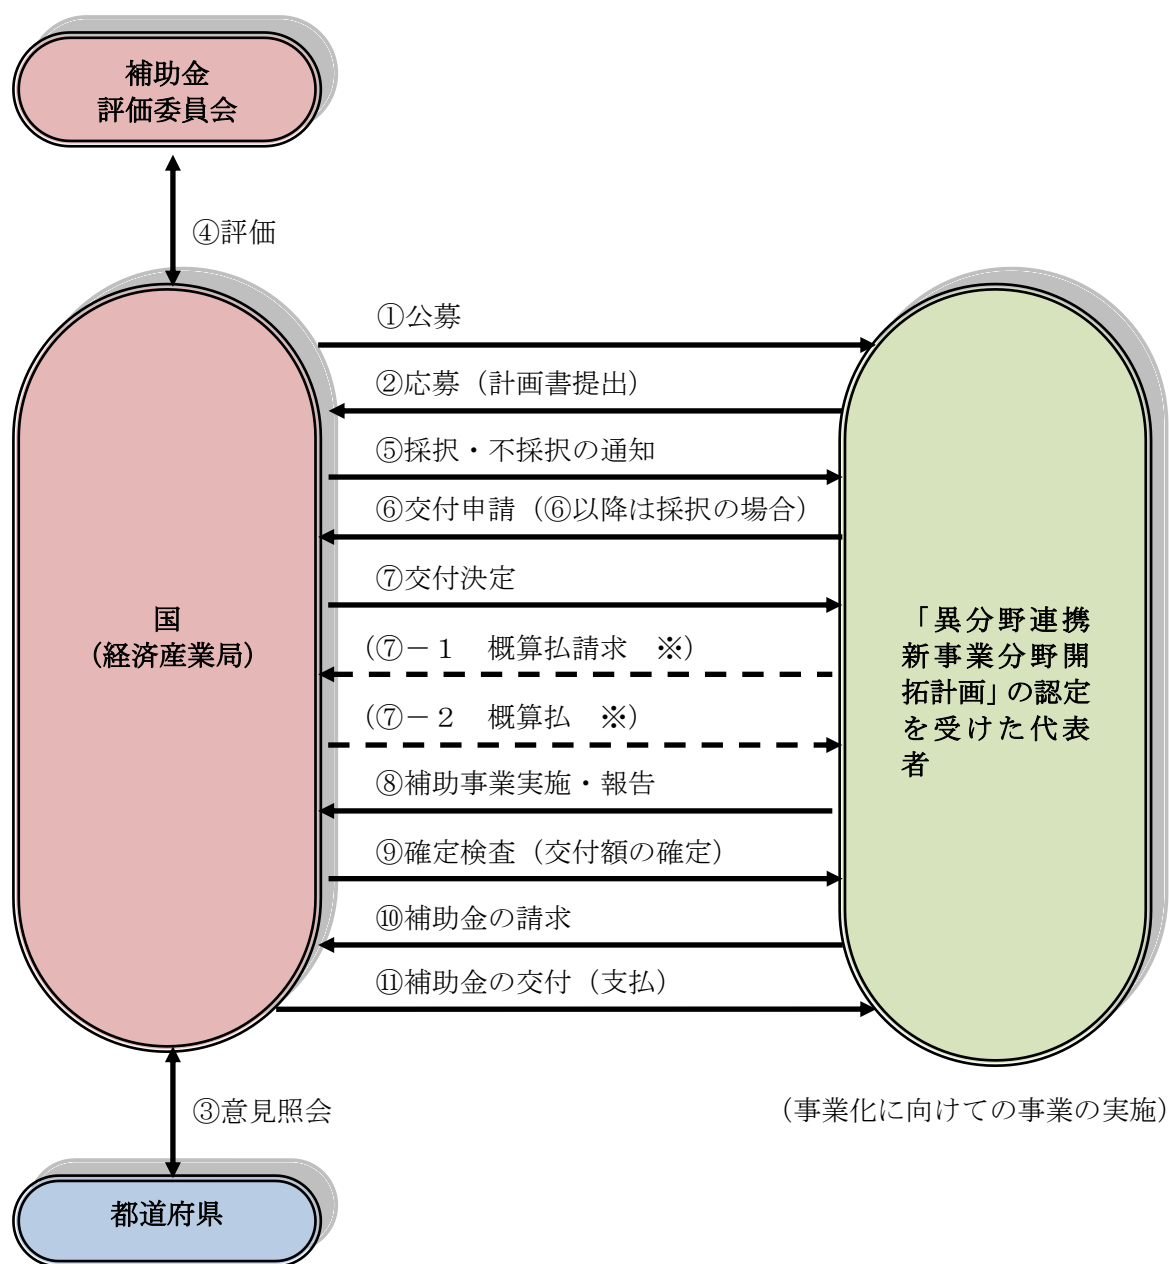 補助金
評価委員会
④評価
①公募
②応募（計画書提出）
⑤採択・不採択の通知
⑥交付申請（⑥以降は採択の場合）
⑦交付決定
（⑦－１　概算払請求　※）
（⑦－２　概算払　※）
⑧補助事業実施・報告
⑨確定検査（交付額の確定）
⑩補助金の請求
⑪補助金の交付（支払）
国
（経済産業局）
「異分野連携
新事業分野開
拓計画」の認定
を受けた代表
者
③意見照会
（事業化に向けての事業の実施）
都道府県